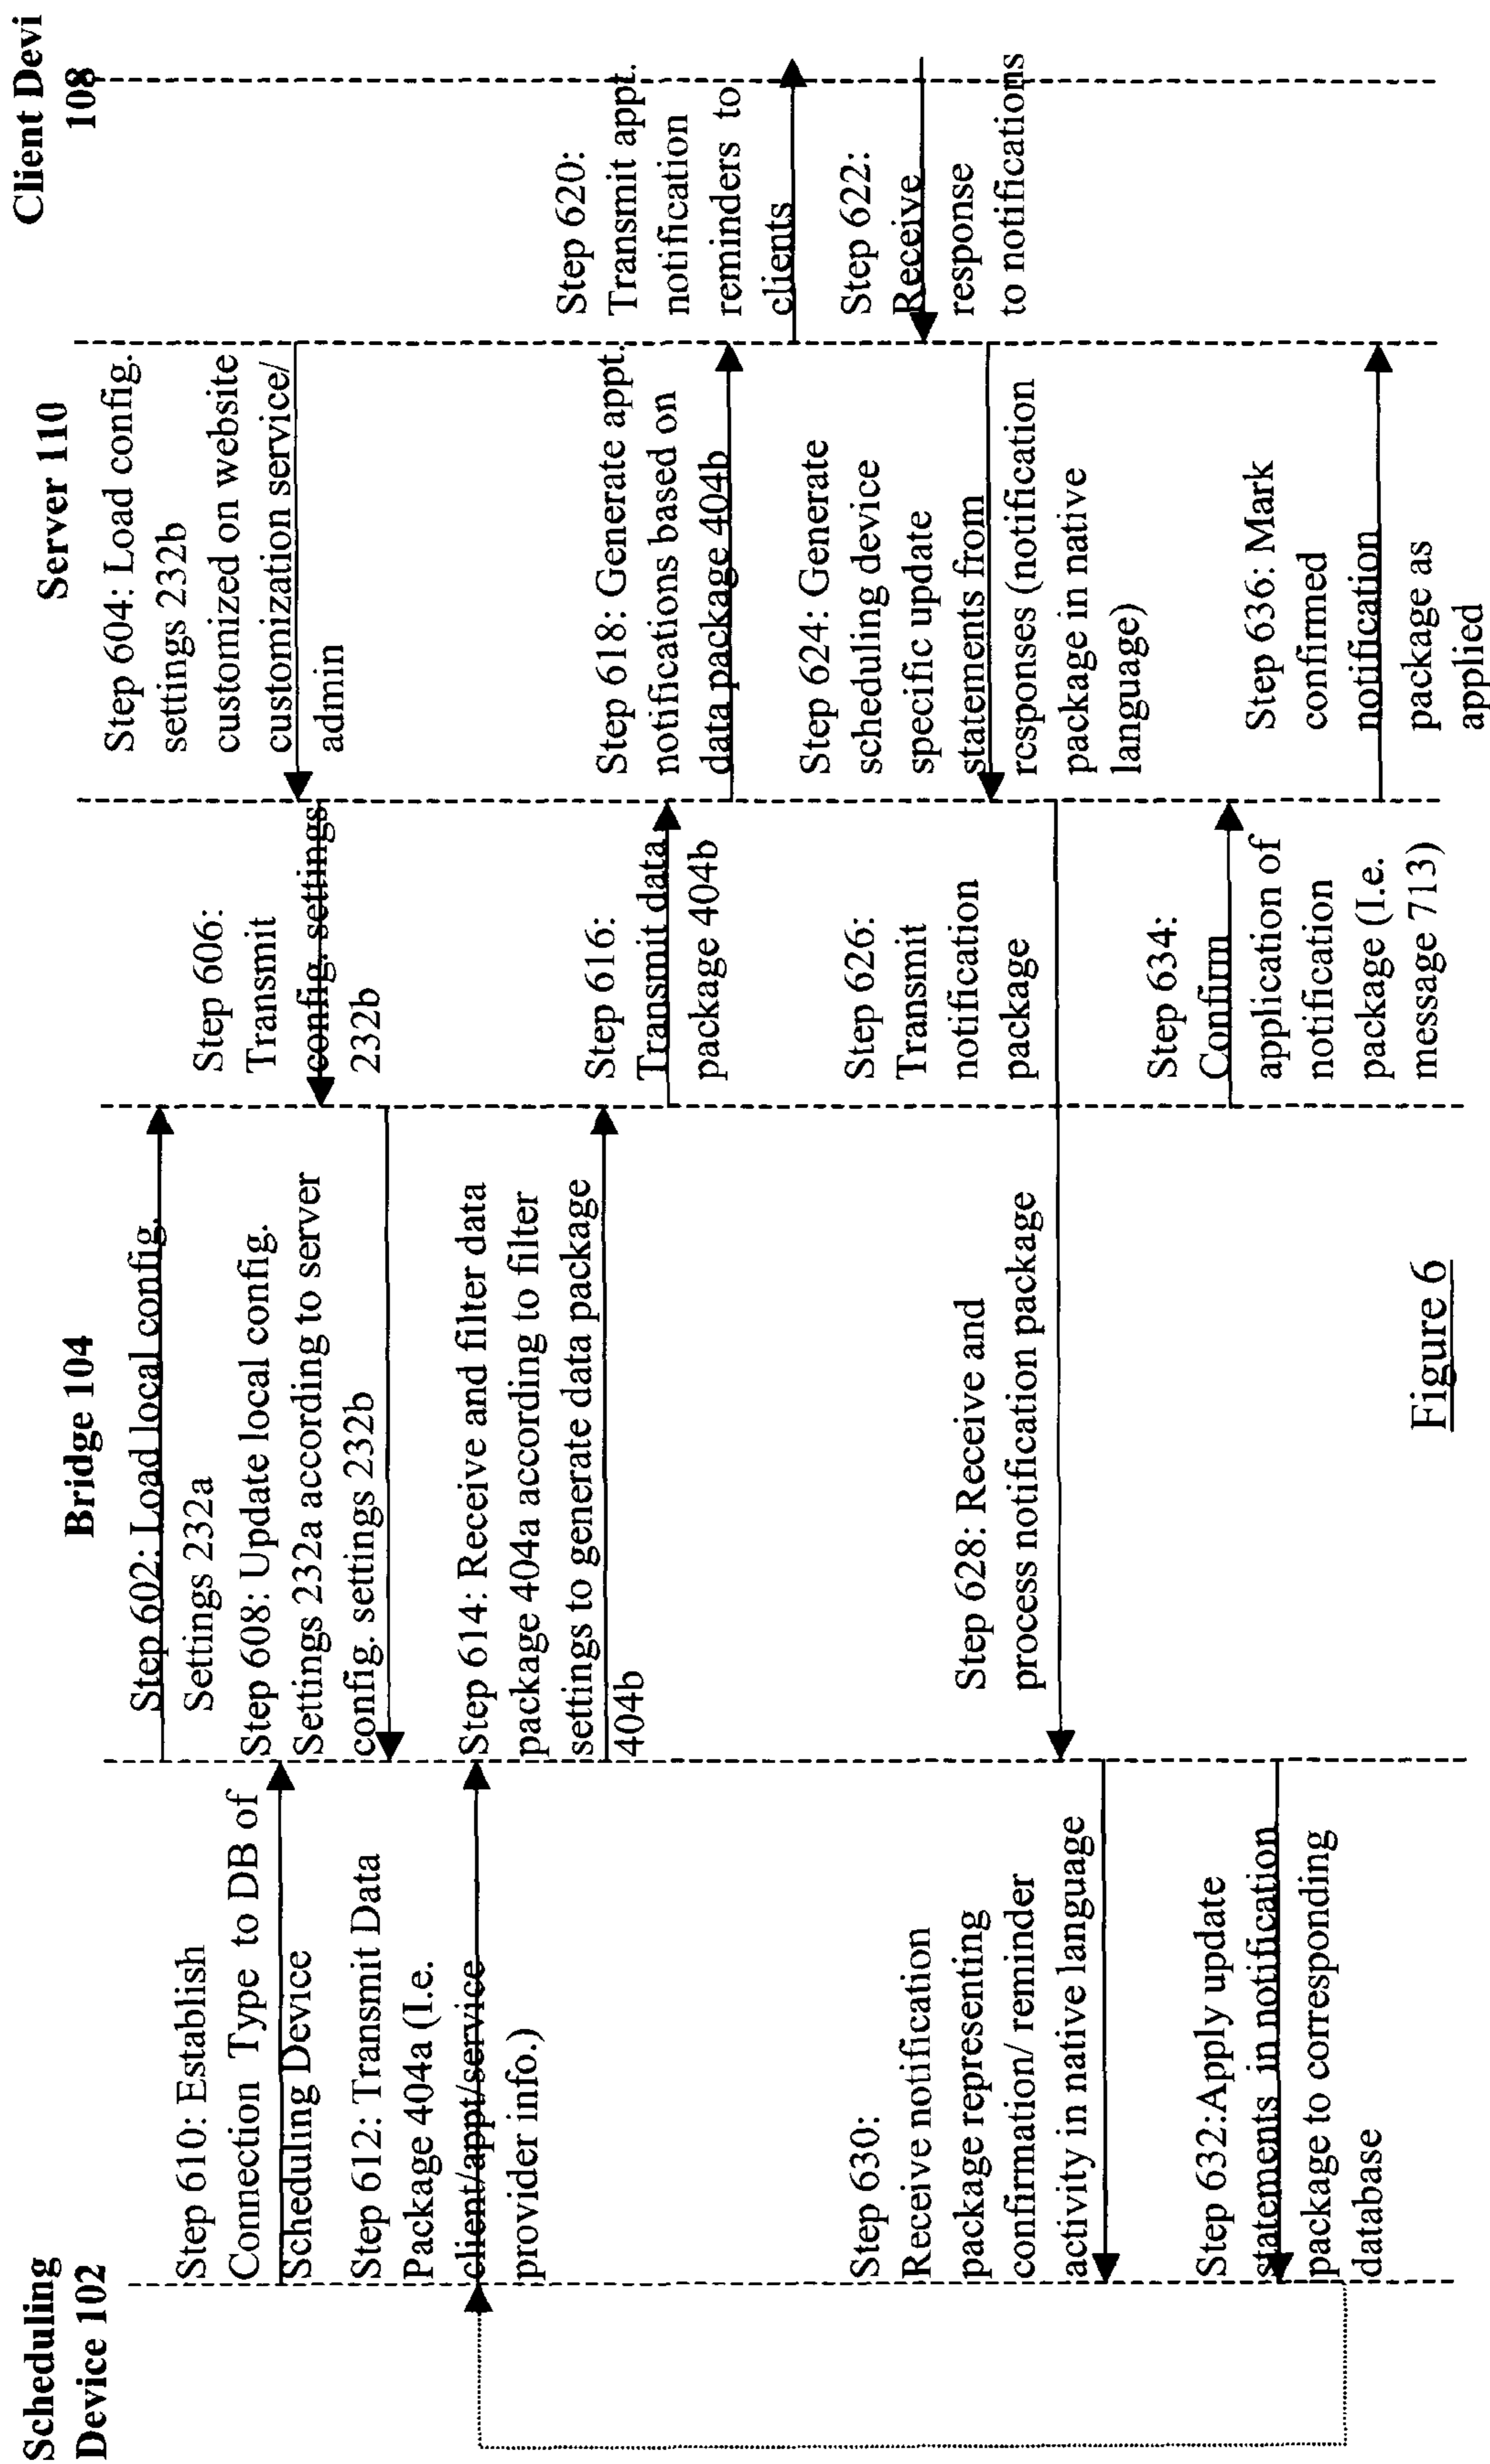 Scheduling
Device 102
Bridge 104
Server 110
Client Devi
108
Step 602: Load local config.
Settings 232a
Step 604: Load config.
settings 232b
customized on website
customization service/
admin
Step 606:
Transmit
config. settings
232b
Step 608: Update local config.
Settings 232a according to server
config. settings 232b
Step 610: Establish
Connection Type to DB of
Scheduling Device
Step 612: Transmit Data
Package 404a (I.e.
client/appt/service
provider info.)
Step 614: Receive and filter data
package 404a according to filter
settings to generate data package
404b
Step 616:
Transmit data
package 404b
Step 618: Generate appt.
notifications based on
data package 404b
Step 620:
Transmit appt.
notification
reminders to
clients
Step 622:
Receive
response
to notifications
Step 624: Generate
scheduling device
specific update
statements from
responses (notification
package in native
language)
Step 626:
Transmit
notification
package
Step 628: Receive and
process notification package
Step 630:
Receive notification
package representing
confirmation/ reminder
activity in native language
Step 632:Apply update
statements in notification
package to corresponding
database
Step 634:
Confirm
application of
notification
package (I.e.
message 713)
Step 636: Mark
confirmed
notification
package as
applied
Figure 6